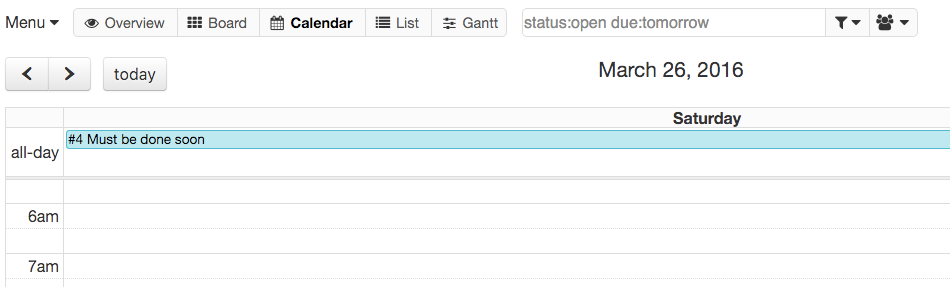 Menu Overview Board Calendar List Gantt status:open due:tomorrow
today March 26, 2016
Saturday
all-day #4 Must be done soon
6am
7am